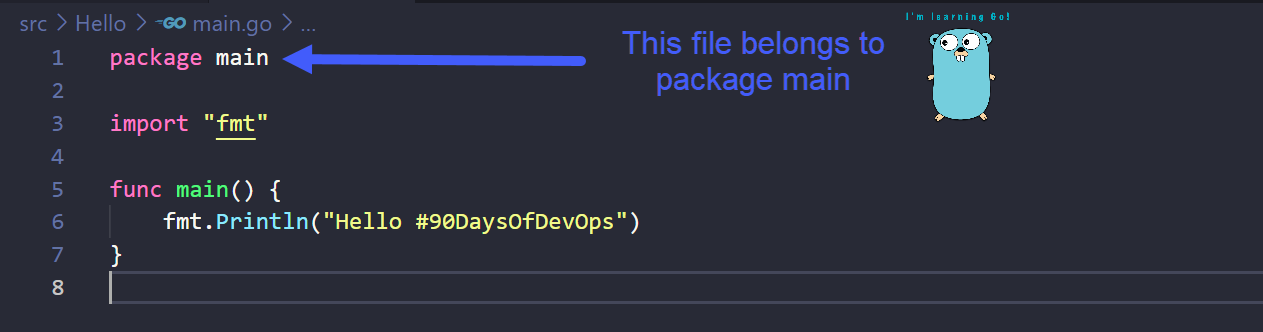 src > Hello > GO main.go > ...
I'm learning Go!
This file belongs to
package main
1 package main
2
3 import "fmt"
4
5 func main() {
6 fmt.Println("Hello #90DaysOfDevOps")
7 }
8